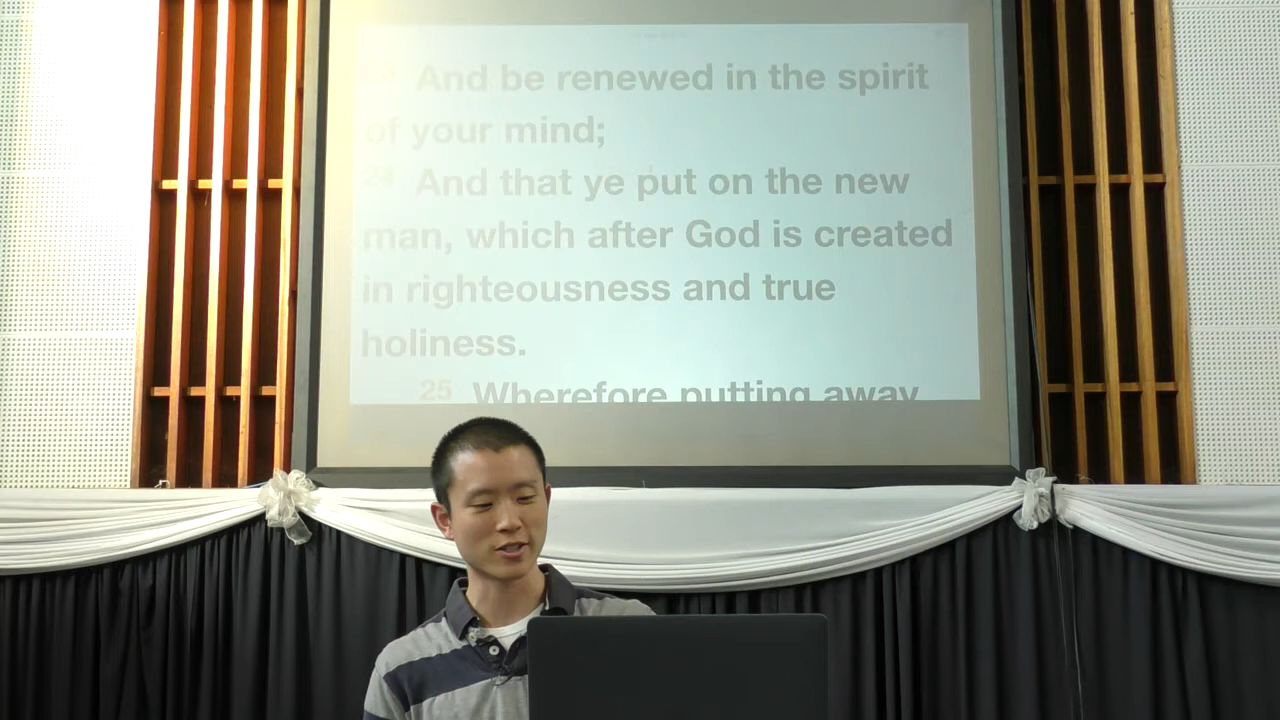 And be renewed in the spirit
of your mind;
24 And that ye put on the new
man, which after God is created
in righteousness and true
holiness.
25 Wherefore putting away